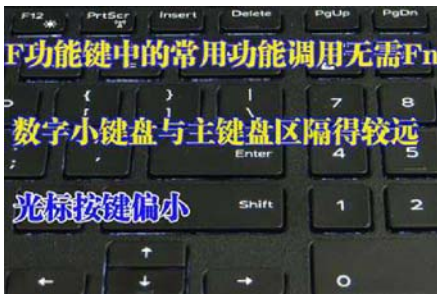 F12 PrtScr Insert Delete PgUp PgDn
F功能键中的常用功能调用无需Fn
{ } | 7 8
数字小键盘与主键盘区隔得较远
; ' Enter 4 5
光标按键偏小
Shift 1 2
↑
← ↓ → 0